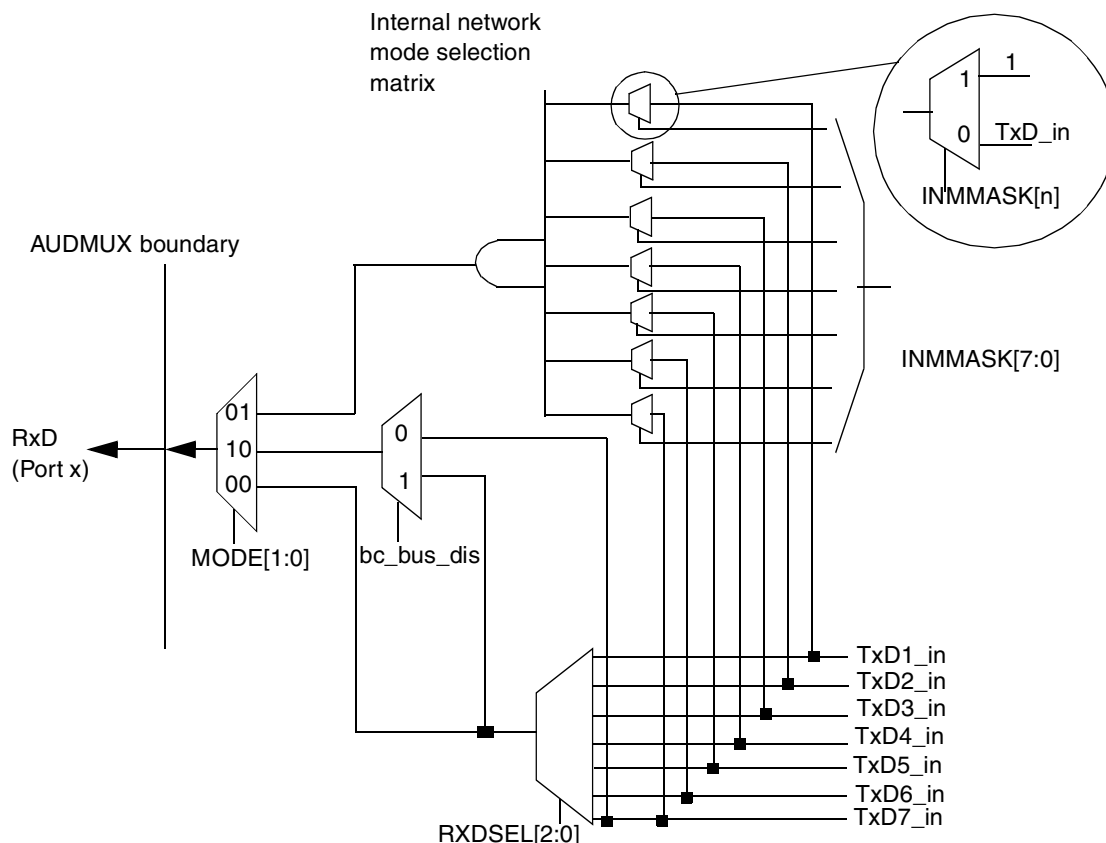 Internal network
mode selection
matrix
1
1
0
TxD_in
INMMASK[n]
AUDMUX boundary
INMMASK[7:0]
01
10
00
0
1
RxD
(Port x)
MODE[1:0]
bc_bus_dis
TxD1_in
TxD2_in
TxD3_in
TxD4_in
TxD5_in
TxD6_in
TxD7_in
RXDSEL[2:0]